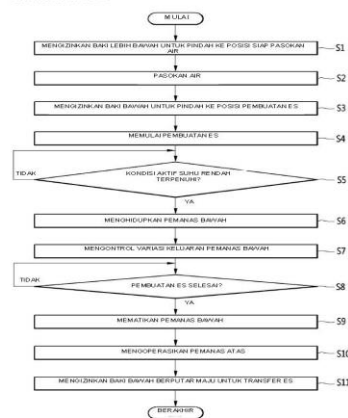 MULAI
MENGIZINKAN BAKI LEBIH BAWAH UNTUK PINDAH KE POSISI SIAP PASOKAN
AIR
S1
PASOKAN AIR
S2
MENGIZINKAN BAKI BAWAH UNTUK PINDAH KE POSISI PEMBUATAN ES
S3
MEMULAI PEMBUATAN ES
S4
TIDAK
KONDISI AKTIF SUHU RENDAH
TERPENUHI?
S5
YA
MENGHIDUPKAN PEMANAS BAWAH
S6
MENGONTROL VARIASI KELUARAN PEMANAS BAWAH
S7
TIDAK
PEMBUATAN ES SELESAI?
S8
YA
MEMATIKAN PEMANAS BAWAH
S9
MENGOPERASIKAN PEMANAS ATAS
S10
MENGIZINKAN BAKI BAWAH BERPUTAR MAJU UNTUK TRANSFER ES
S11
BERAKHIR